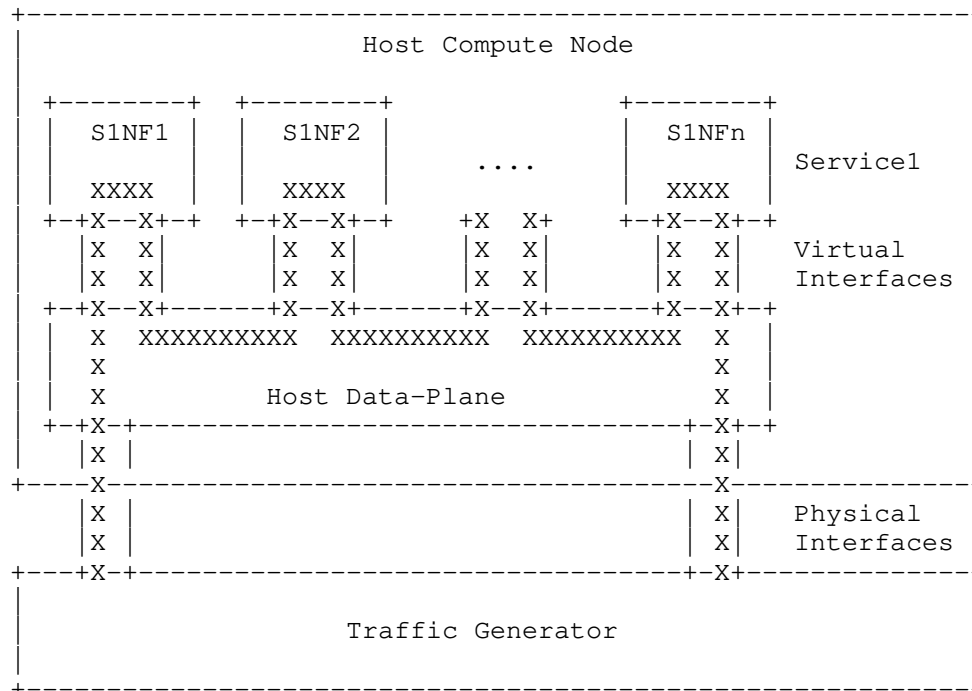 Host Compute Node
S1NF1 S1NF2 S1NFn
.... Service1
XXXX XXXX XXXX
X X X X X X X X
X X X X X X X X Virtual
X X X X X X X X Interfaces
X X X X X X X X
X XXXXXXXXXX XXXXXXXXXX XXXXXXXXXX X
X X
X Host Data-Plane X
X X
X X
X X
X X Physical
X X Interfaces
X X
Traffic Generator